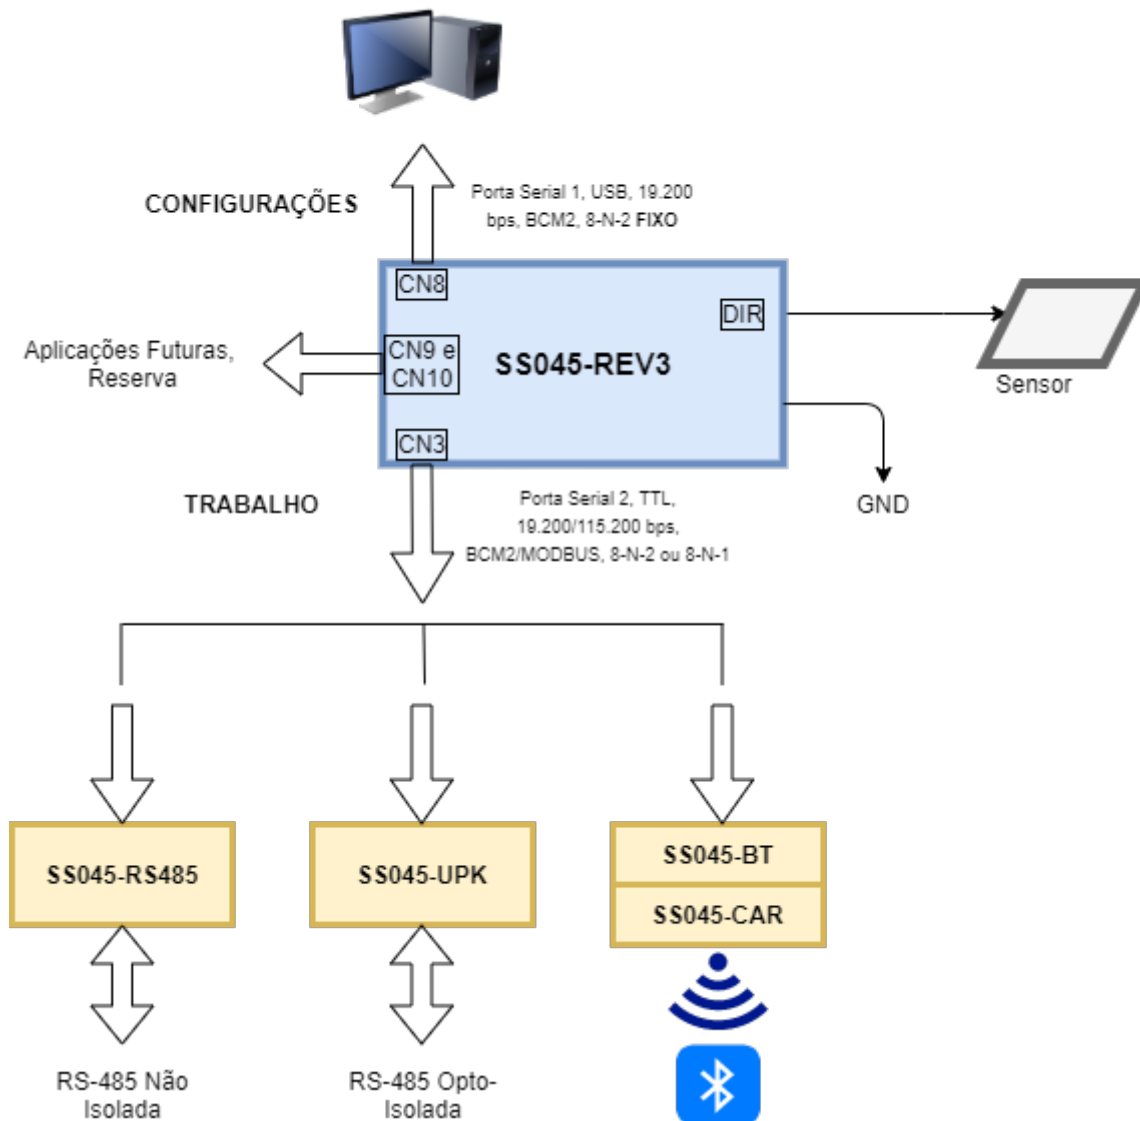 CONFIGURAÇÕES
Porta Serial 1, USB, 19.200
bps, BCM2, 8-N-2 FIXO
CN8
DIR
CN9 e
CN10
SS045-REV3
Aplicações Futuras,
Reserva
Sensor
CN3
TRABALHO
Porta Serial 2, TTL,
19.200/115.200 bps,
BCM2/MODBUS, 8-N-2 ou 8-N-1
GND
SS045-RS485
SS045-UPK
SS045-BT
SS045-CAR
RS-485 Não
Isolada
RS-485 Opto-
Isolada